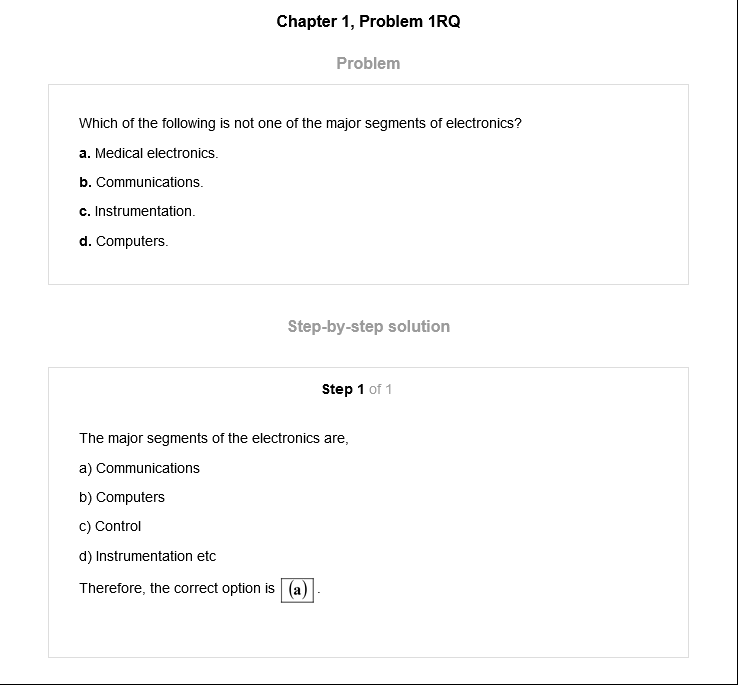 Chapter 1, Problem 1RQ
Problem
Which of the following is not one of the major segments of electronics?
a. Medical electronics.
b. Communications.
c. Instrumentation.
d. Computers.
Step-by-step solution
Step 1 of 1
The major segments of the electronics are,
a) Communications
b) Computers
c) Control
d) Instrumentation etc
Therefore, the correct option is (a).